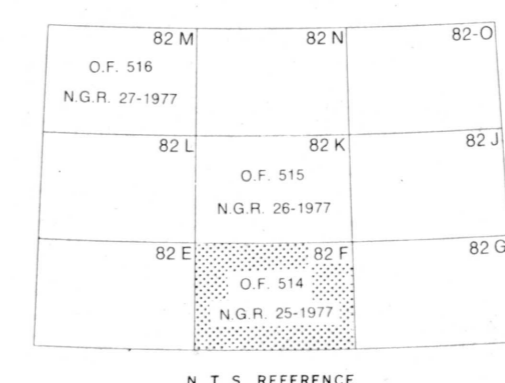 82 M
O.F. 516
N.G.R. 27-1977
82 N
82-O
82 L
82 K
O.F. 515
N.G.R. 26-1977
82 J
82 E
82 F
O.F. 514
N.G.R. 25-1977
82 G
N. T. S. REFERENCE